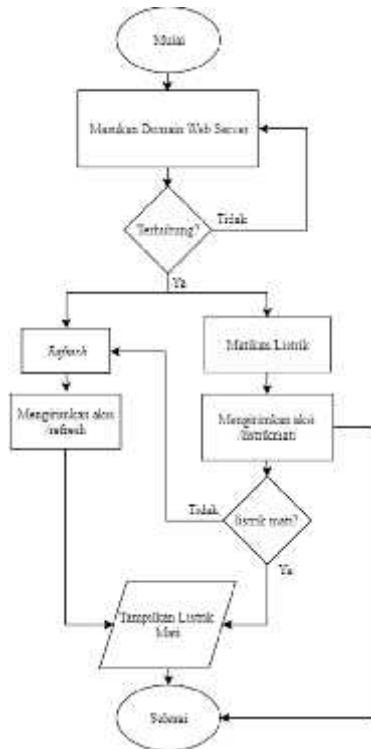 Mulai
Masukan Domain Web Server
Terhubung?
Tidak
Ya
Refresh
Matikan Listrik
Mengirimkan aksi
/refresh
Mengirimkan aksi
/listrikmati
Tidak
listrik mati?
Ya
Tampilkan Listrik
Mati
Selesai